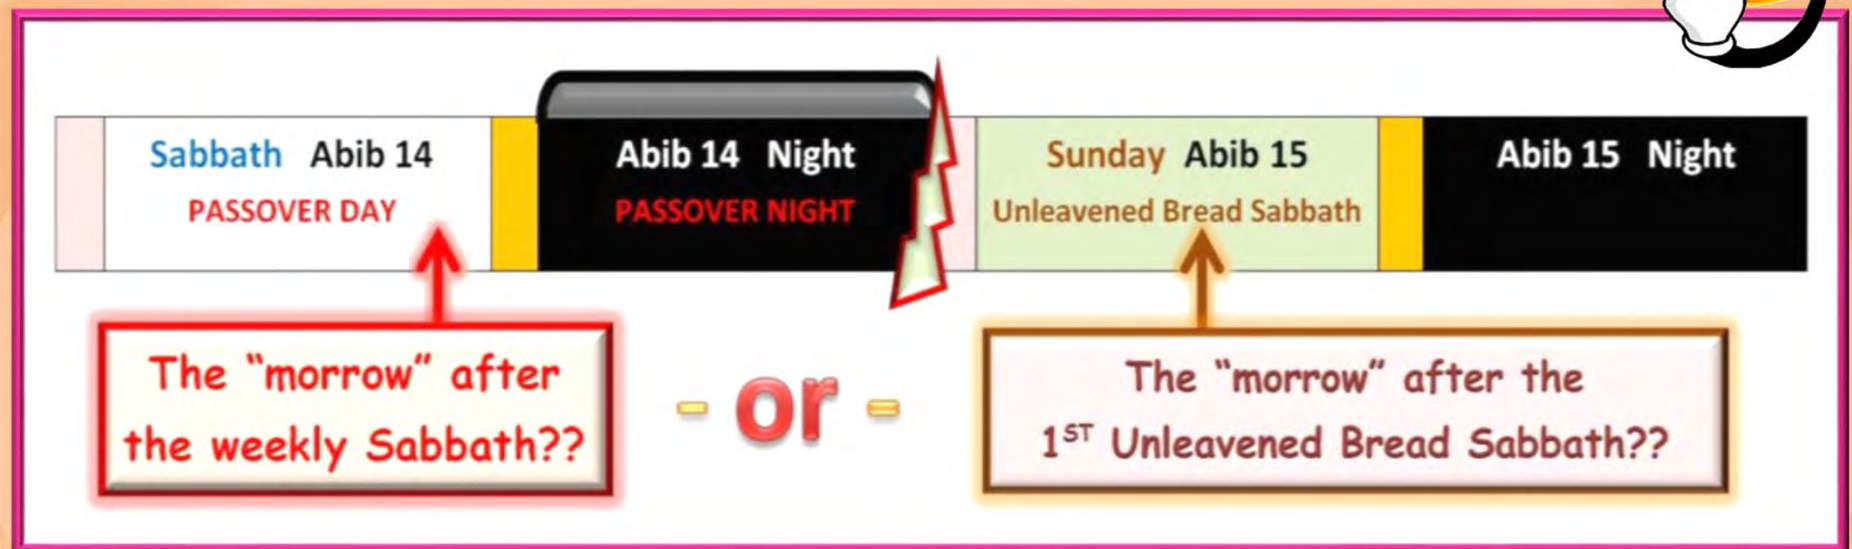 Sabbath Abib 14
PASSOVER DAY
Abib 14 Night
PASSOVER NIGHT
Sunday Abib 15
Unleavened Bread Sabbath
Abib 15 Night
The “morrow” after
the weekly Sabbath??
- or -
The “morrow” after the
1ST Unleavened Bread Sabbath??